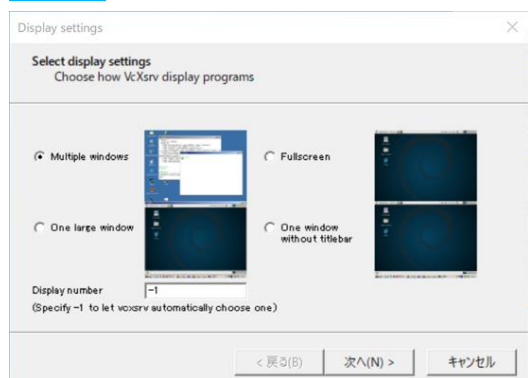 Display settings
Select display settings
Choose how VcXsrv display programs
Multiple windows
Fullscreen
One large window
One window
without titlebar
Display number
-1
(Specify -1 to let vcxsrv automatically choose one)
< 戻る(B)
次へ(N) >
キャンセル